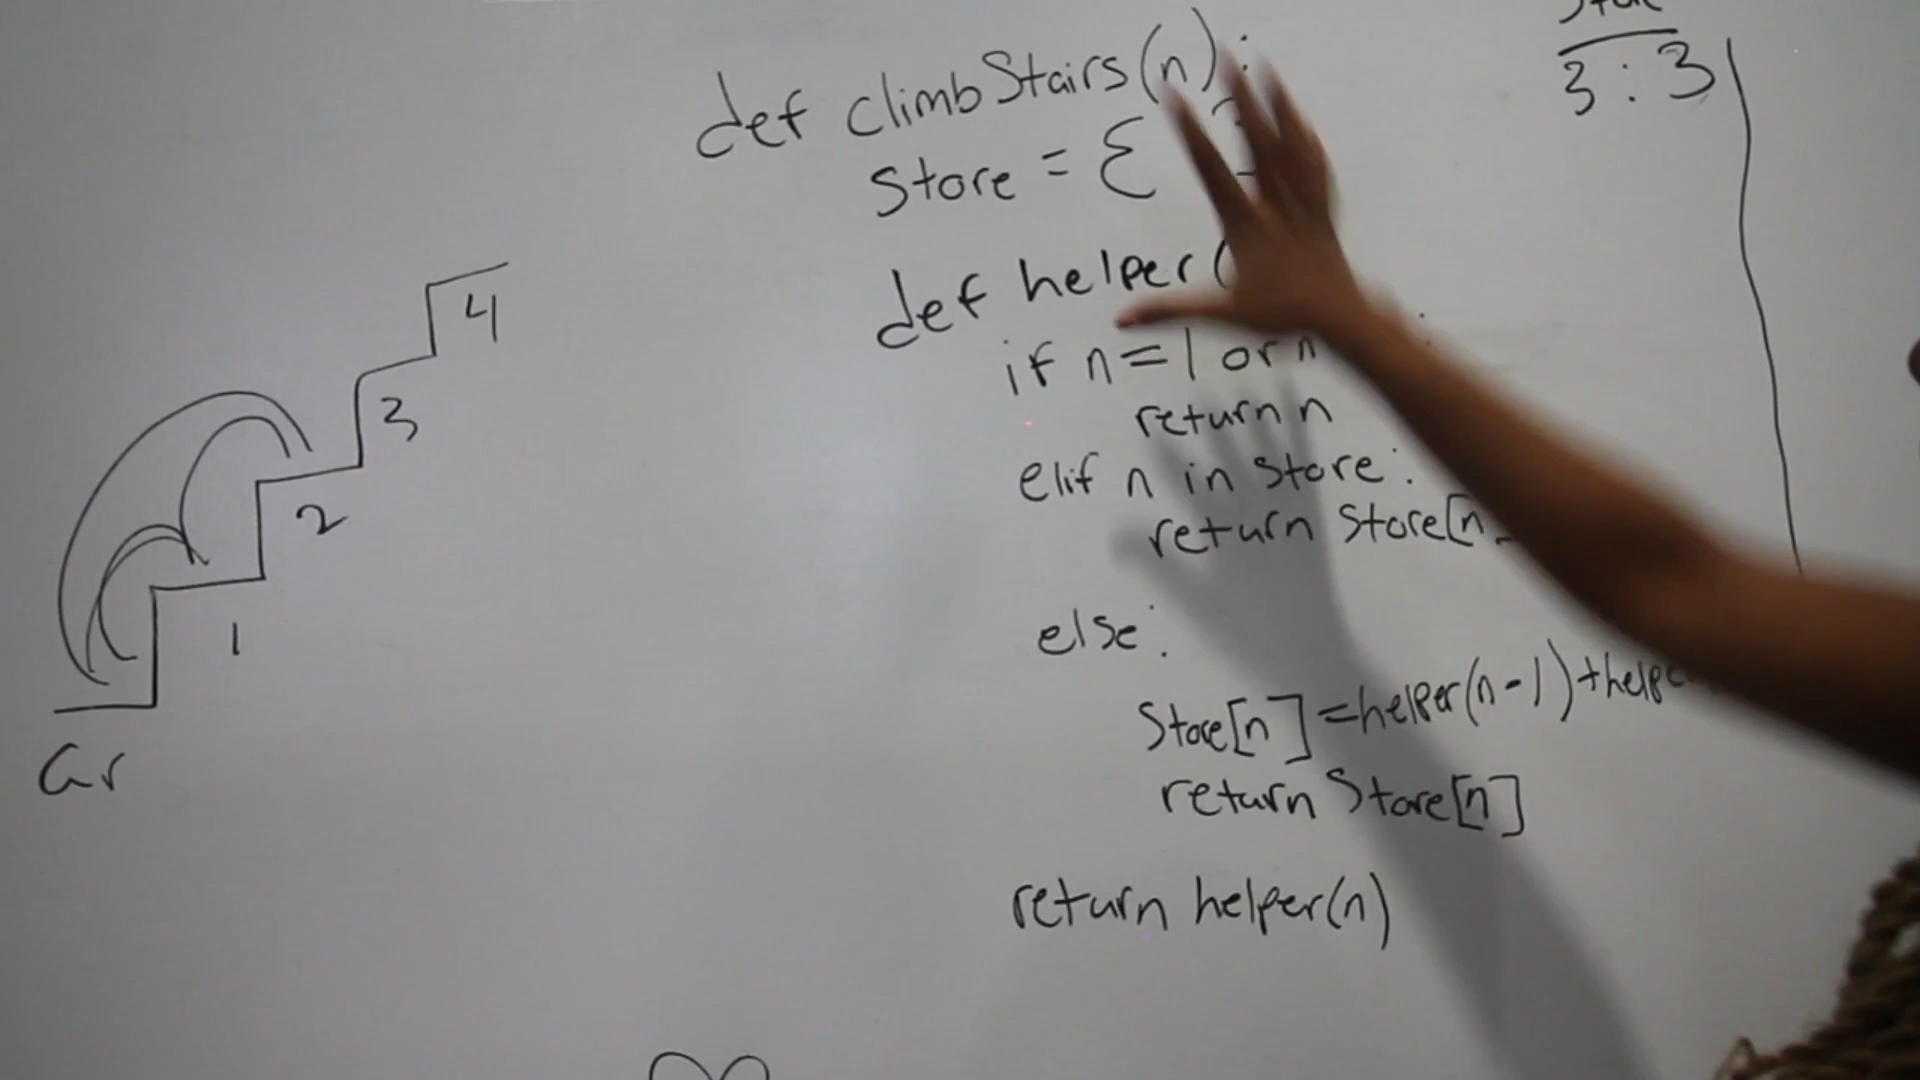 def climbStairs(n):
store = { }
def helper(
if n = 1 or n
return n
elif n in store:
return store[n
else:
Store[n] = helper(n-1) + help
return Store[n]
return helper(n)
3 : 3
4
3
2
1
Gr